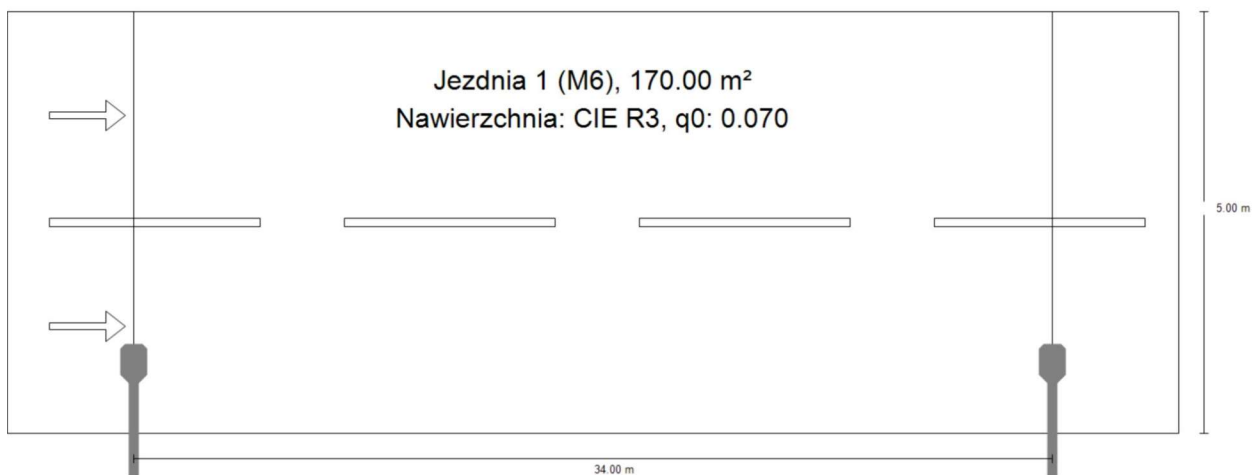 Jezdnia 1 (M6), 170.00 m²
Nawierzchnia: CIE R3, q0: 0.070
5.00 m
34.00 m